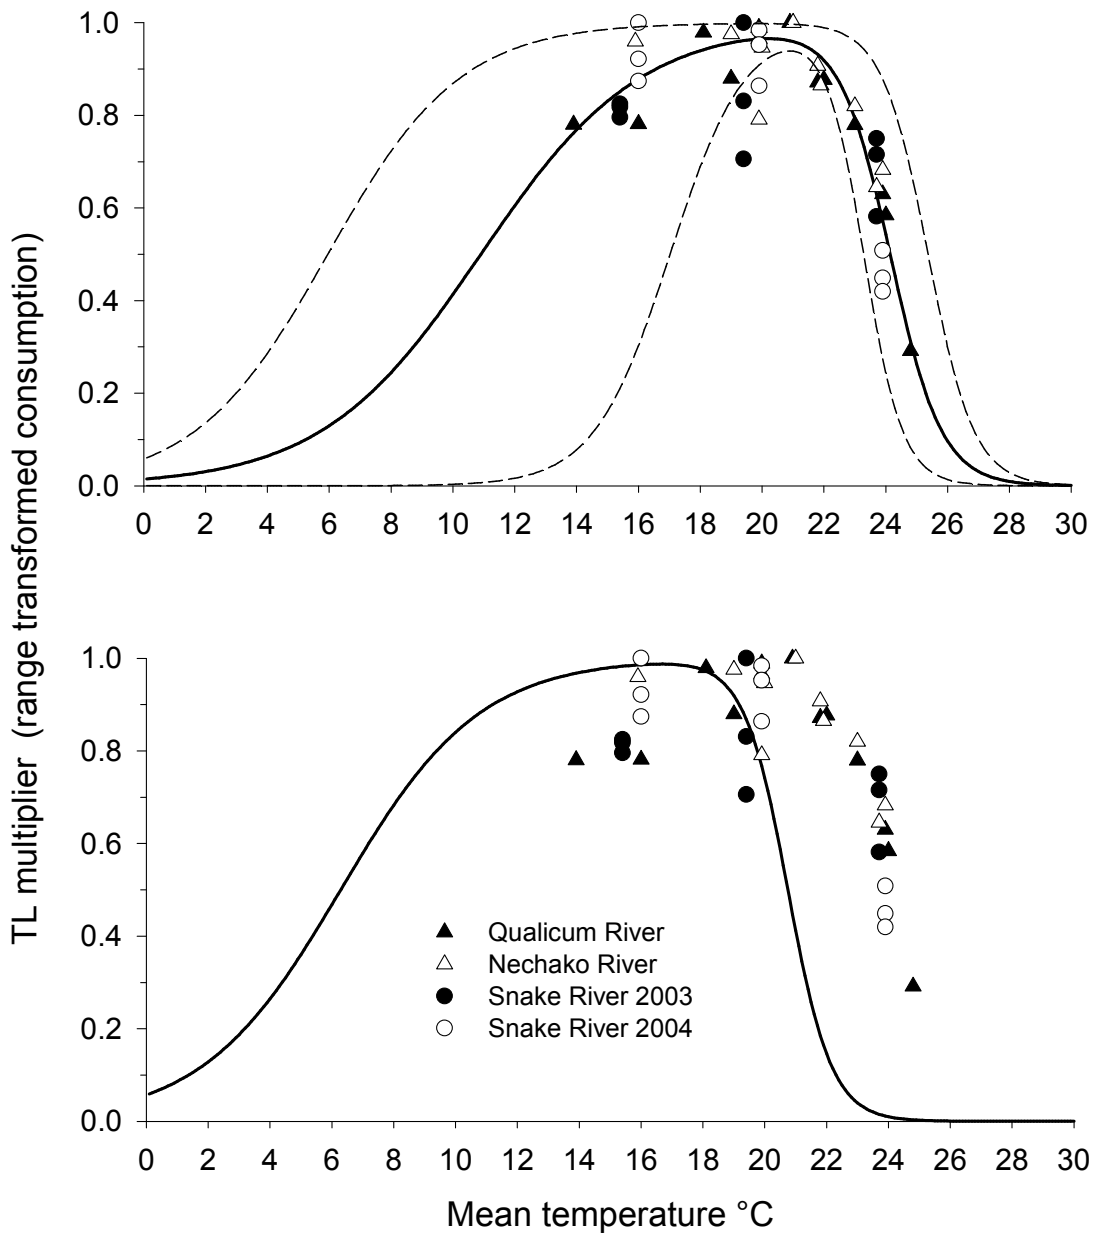 TL multiplier (range transformed consumption)
1.0
0.8
0.6
0.4
0.2
0.0
0 2 4 6 8 10 12 14 16 18 20 22 24 26 28 30
1.0
0.8
0.6
0.4
0.2
0.0
Qualicum River
Nechako River
Snake River 2003
Snake River 2004
0 2 4 6 8 10 12 14 16 18 20 22 24 26 28 30
Mean temperature °C